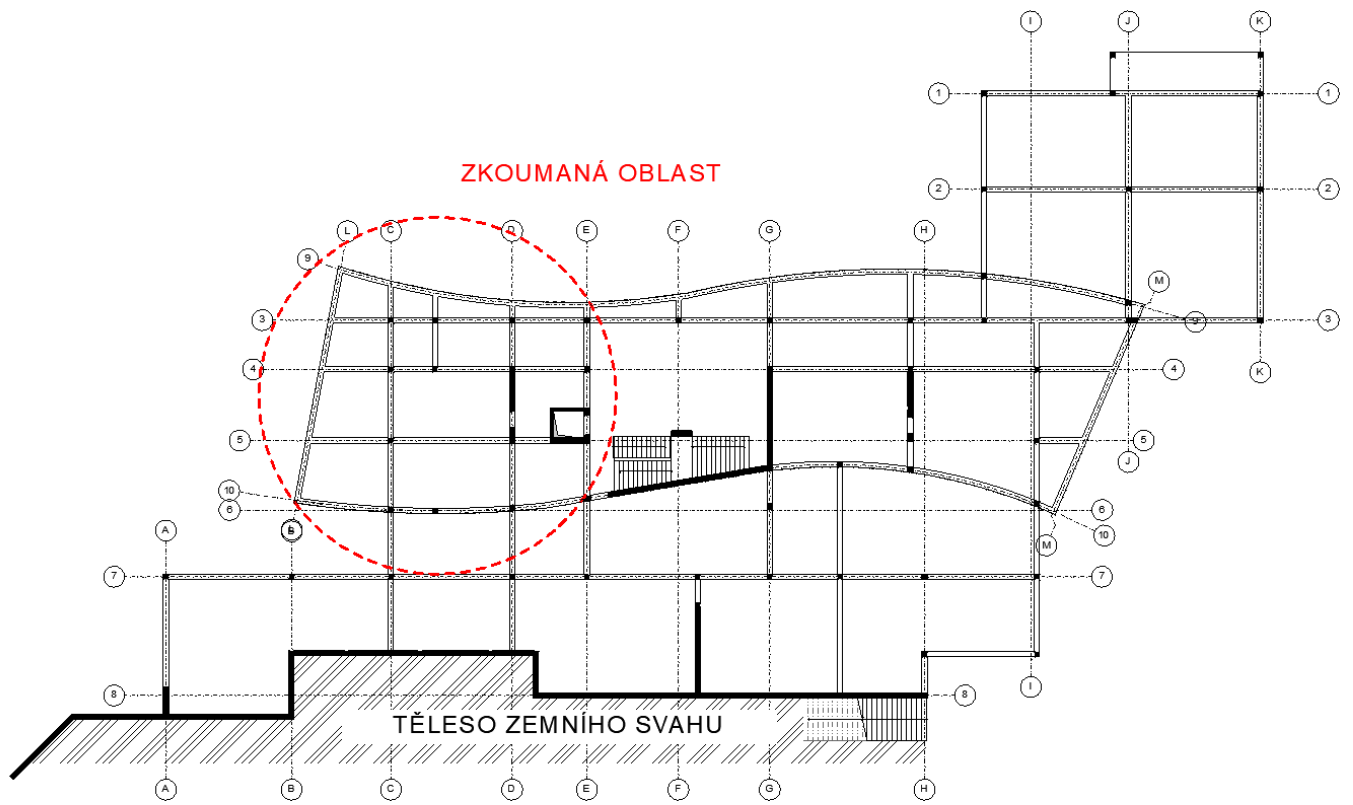 I J K
1 1
ZKOUMANÁ OBLAST
2 2
L C D E F G H
9
M
3 9 3
4 4 K
5 5
J
10
6 6
A B 10
M
7 7
8 8
I
TĚLESO ZEMNÍHO SVAHU
A B C D E F G H